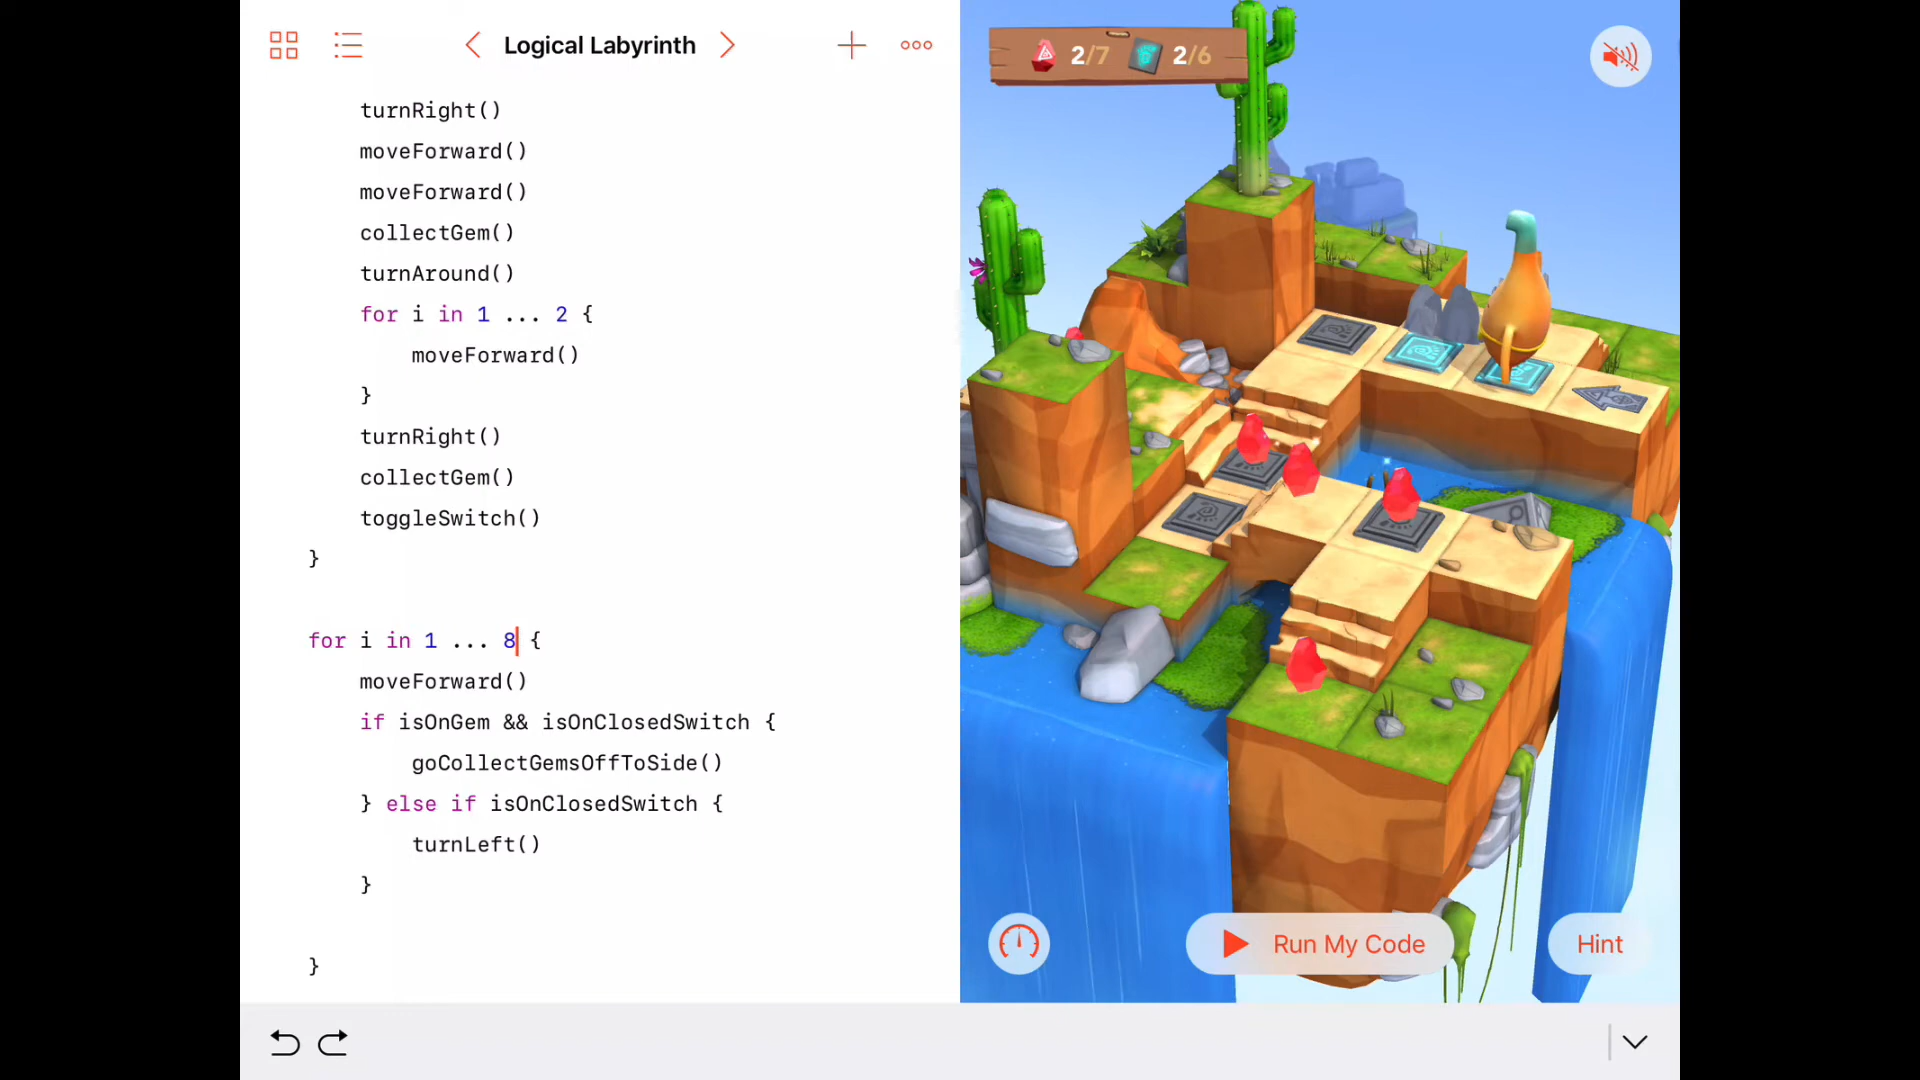 Logical Labyrinth
turnRight()
moveForward()
moveForward()
collectGem()
turnAround()
for i in 1 ... 2 {
moveForward()
}
turnRight()
collectGem()
toggleSwitch()
}
for i in 1 ... 8 {
moveForward()
if isOnGem && isOnClosedSwitch {
goCollectGemsOffToSide()
} else if isOnClosedSwitch {
turnLeft()
}
}
2/7 2/6
Run My Code
Hint